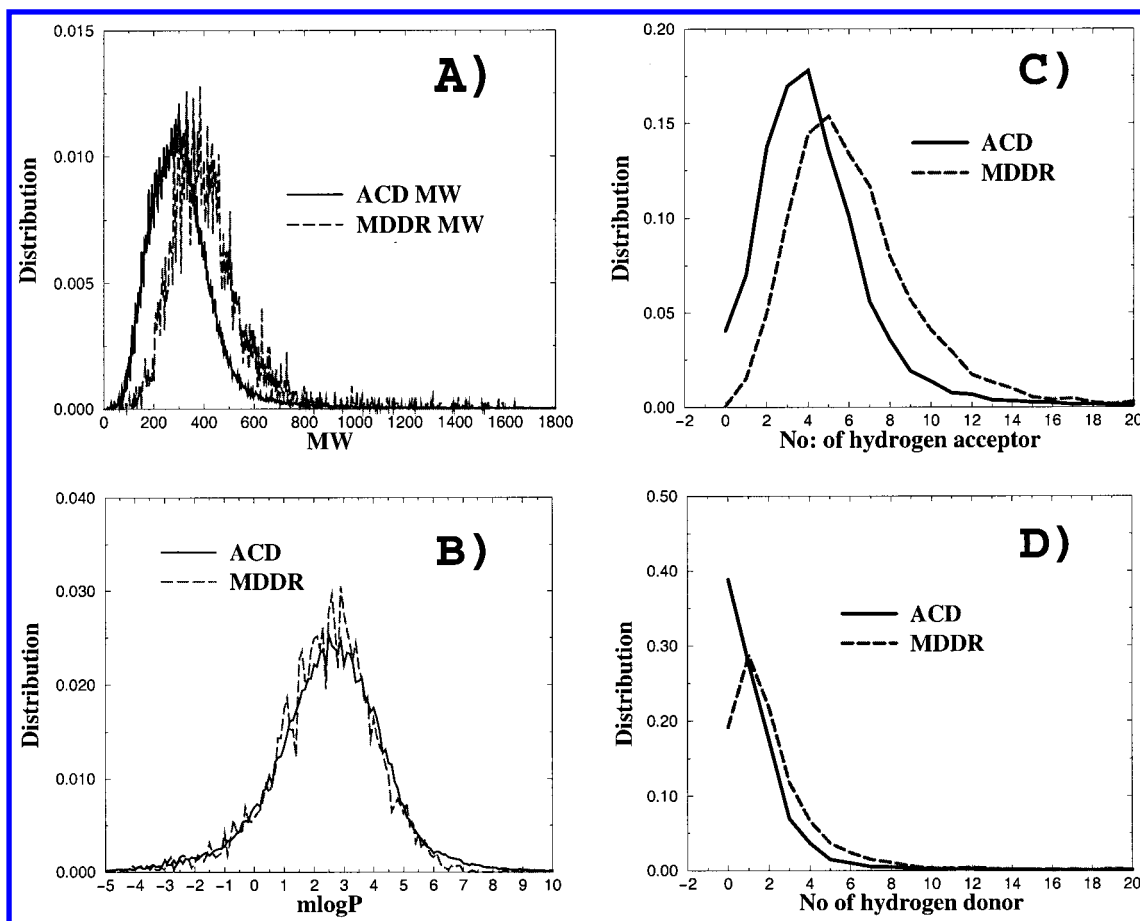 A)
0.015
0.010
0.005
0.000
Distribution
ACD MW
MDDR MW
0 200 400 600 800 1000 1200 1400 1600 1800
MW
C)
0.20
0.15
0.10
0.05
0.00
Distribution
ACD
MDDR
−2 0 2 4 6 8 10 12 14 16 18 20
No: of hydrogen acceptor
B)
0.040
0.030
0.020
0.010
0.000
Distribution
ACD
MDDR
−5 −4 −3 −2 −1 0 1 2 3 4 5 6 7 8 9 10
mlogP
D)
0.50
0.40
0.30
0.20
0.10
0.00
Distribution
ACD
MDDR
−2 0 2 4 6 8 10 12 14 16 18 20
No of hydrogen donor